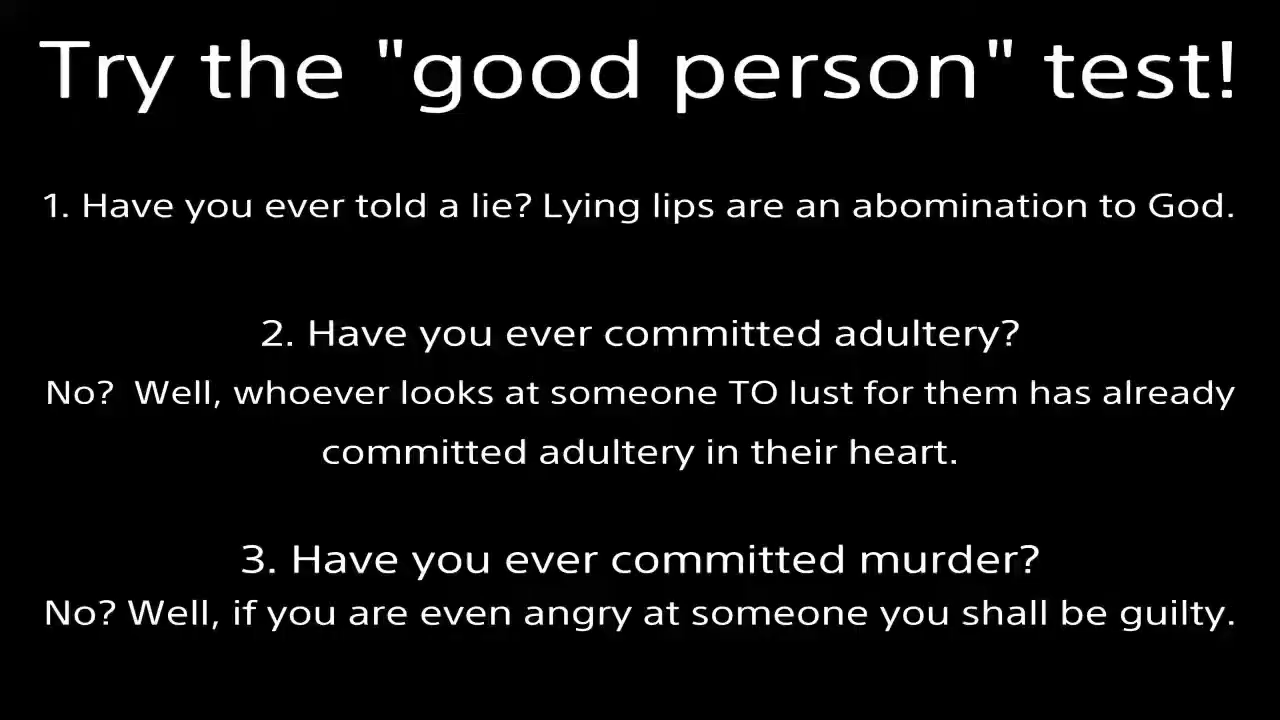 Try the "good person" test!
1. Have you ever told a lie? Lying lips are an abomination to God.
2. Have you ever committed adultery?
No?  Well, whoever looks at someone TO lust for them has already
committed adultery in their heart.
3. Have you ever committed murder?
No? Well, if you are even angry at someone you shall be guilty.